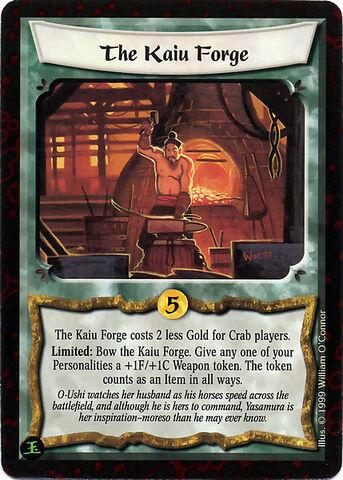 The Kaiu Forge
WOC 97
5
The Kaiu Forge costs 2 less Gold for Crab players.
Limited: Bow the Kaiu Forge. Give any one of your
Personalities a +1F/+1C Weapon token. The token
counts as an Item in all ways.
O-Ushi watches her husband as his horses speed across the
battlefield, and although he is hers to command, Yasamura is
her inspiration-moreso than he may ever know.
Illus. © 1999 William O'Connor
玉